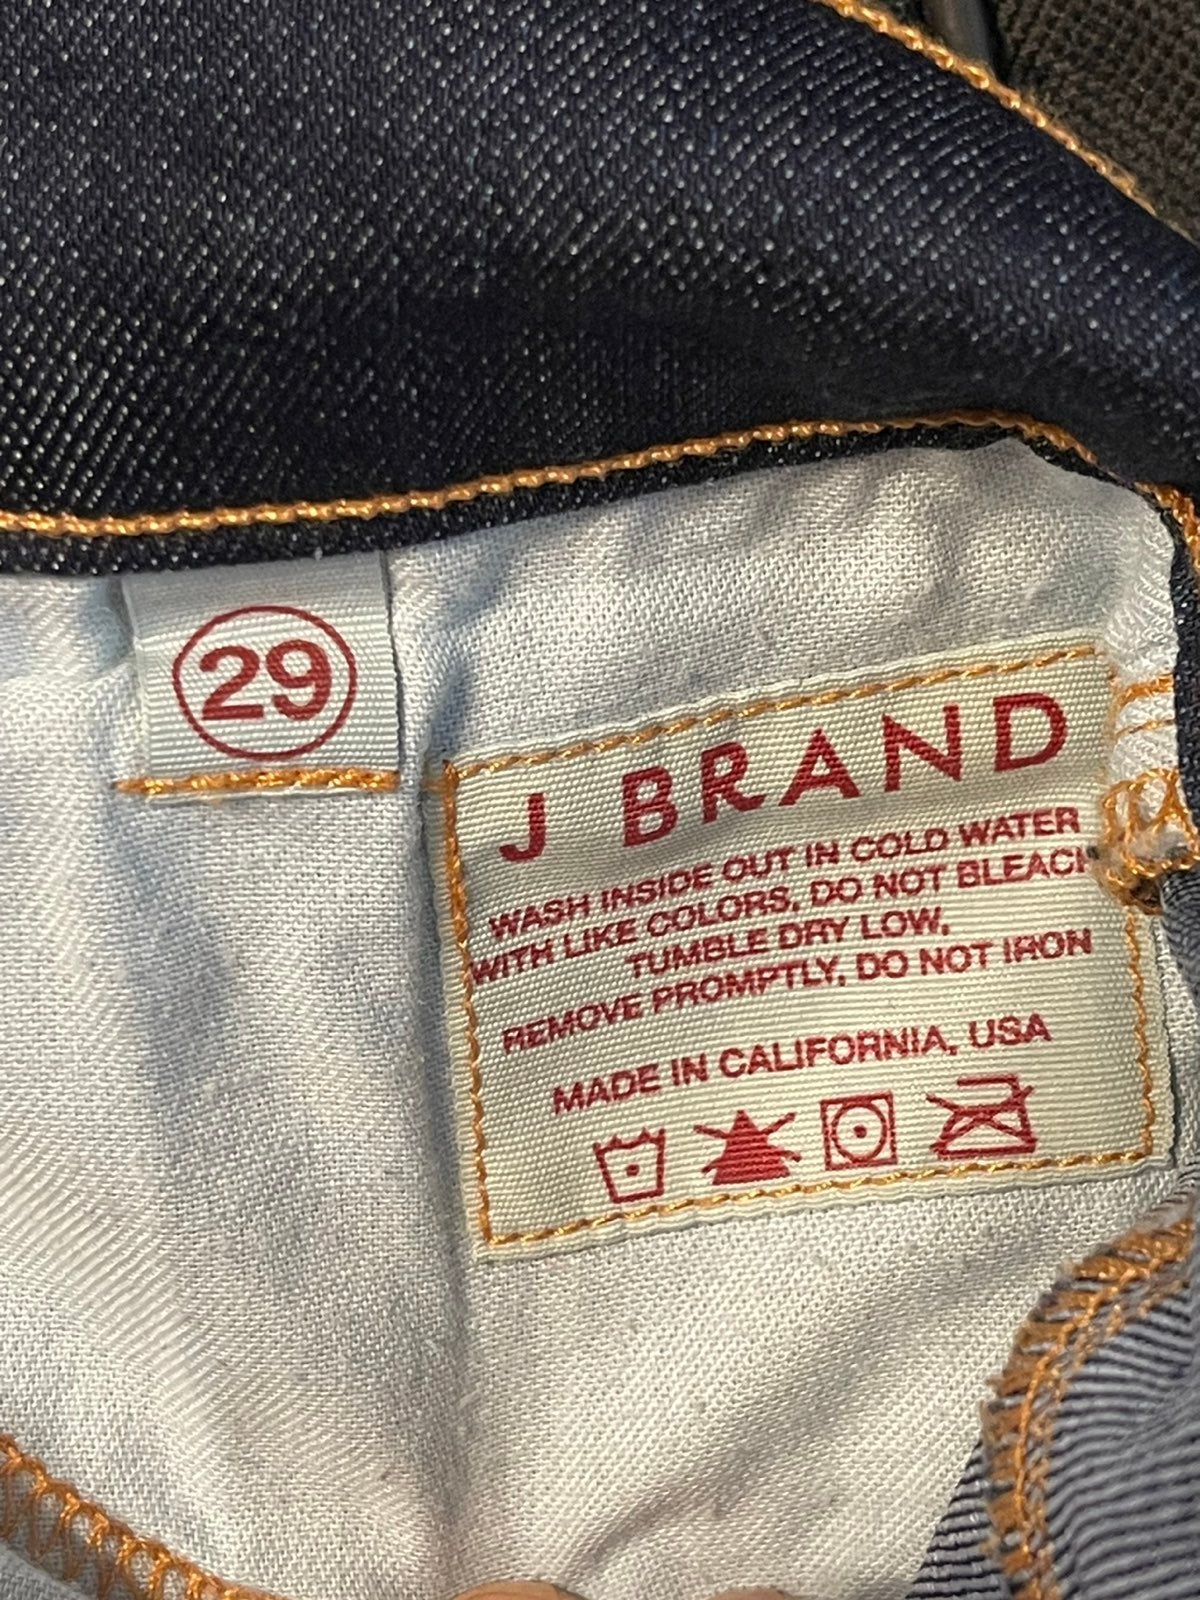 29
J BRAND
WASH INSIDE OUT IN COLD WATER
WITH LIKE COLORS, DO NOT BLEACH
TUMBLE DRY LOW,
REMOVE PROMPTLY, DO NOT IRON
MADE IN CALIFORNIA, USA